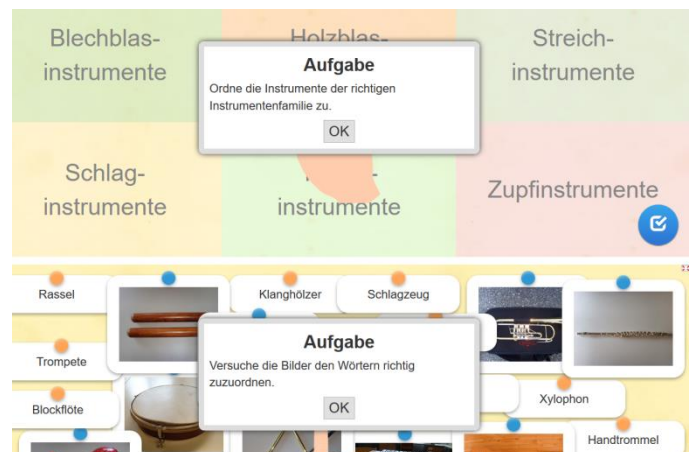 Blechblas-
instrumente
Holzblas-
Streich-
instrumente
Aufgabe
Ordne die Instrumente der richtigen
Instrumentenfamilie zu.
OK
Schlag-
instrumente
instrumente
Zupfinstrumente
Rassel
Klanghölzer
Schlagzeug
Trompete
Aufgabe
Versuche die Bilder den Wörtern richtig
zuzuordnen.
OK
Blockflöte
Xylophon
Handtrommel